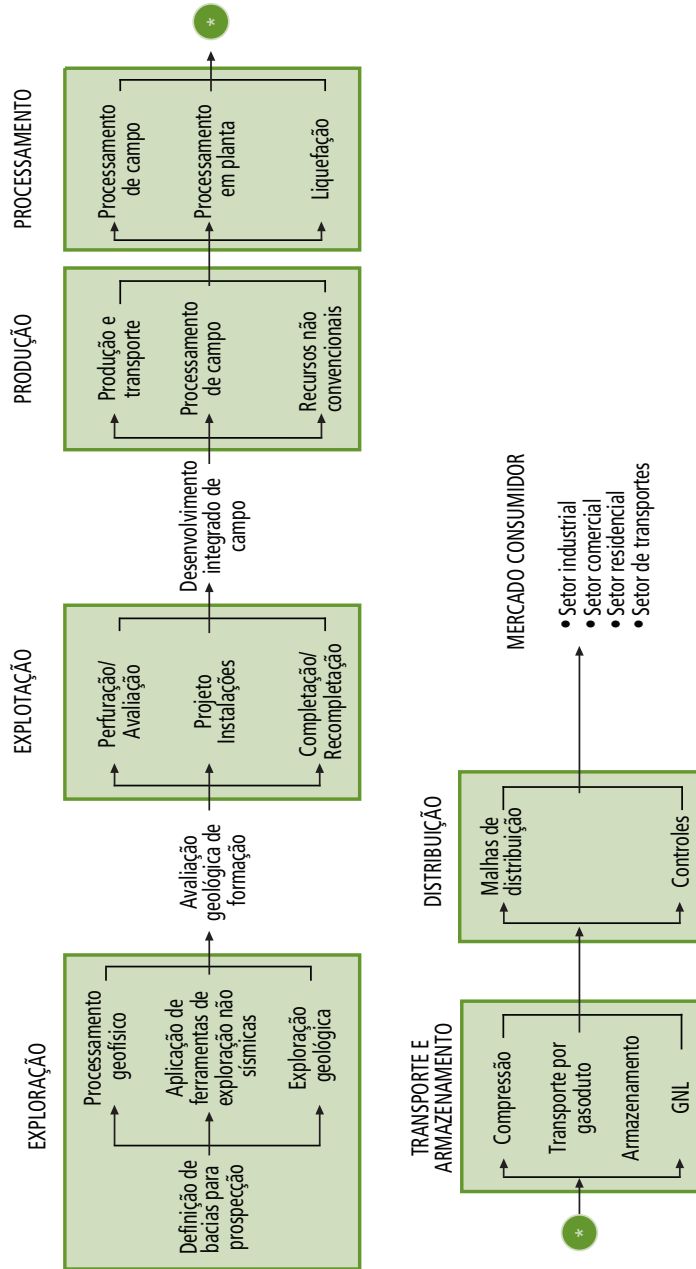 EXPLORAÇÃO
Definição de
bacias para
prospecção
Processamento
geofísico
Aplicação de
ferramentas de
exploração não
sísmicas
Exploração
geológica
Avaliação
geológica de
formação
EXPLOTAÇÃO
Perfuração/
Avaliação
Projeto
Instalações
Completação/
Recompletação
Desenvolvimento
integrado de
campo
PRODUÇÃO
Produção e
transporte
Processamento
de campo
Recursos não
convencionais
PROCESSAMENTO
Processamento
de campo
Processamento
em planta
Liquefação
*
*
TRANSPORTE E
ARMAZENAMENTO
Compressão
Transporte por
gasoduto
Armazenamento
GNL
DISTRIBUIÇÃO
Malhas de
distribuição
Controles
MERCADO CONSUMIDOR
• Setor industrial
• Setor comercial
• Setor residencial
• Setor de transportes